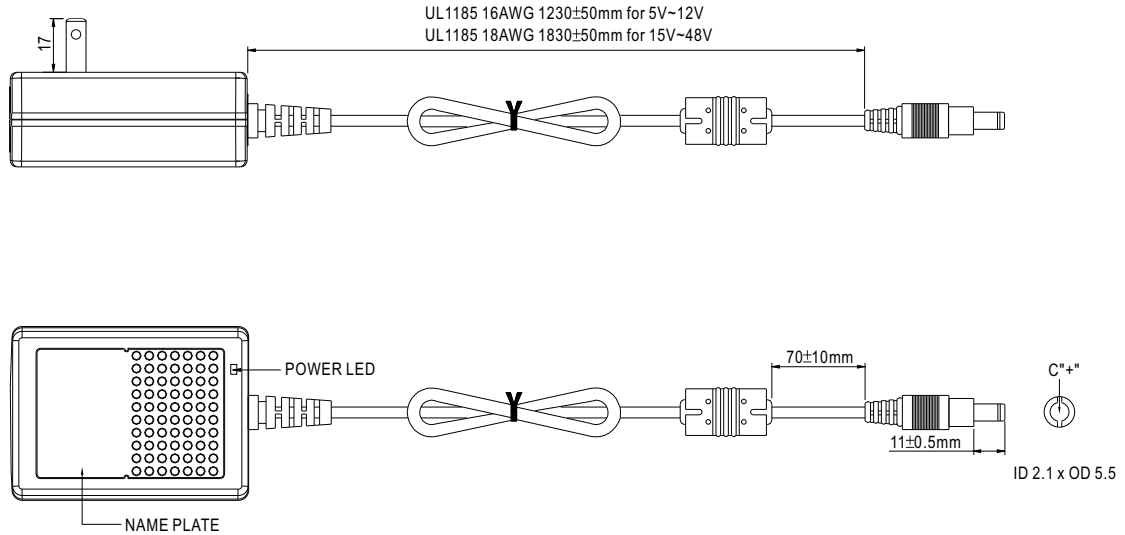 UL1185 16AWG 1230±50mm for 5V~12V
UL1185 18AWG 1830±50mm for 15V~48V
17
POWER LED
70±10mm
C"+"
11±0.5mm
ID 2.1 x OD 5.5
NAME PLATE